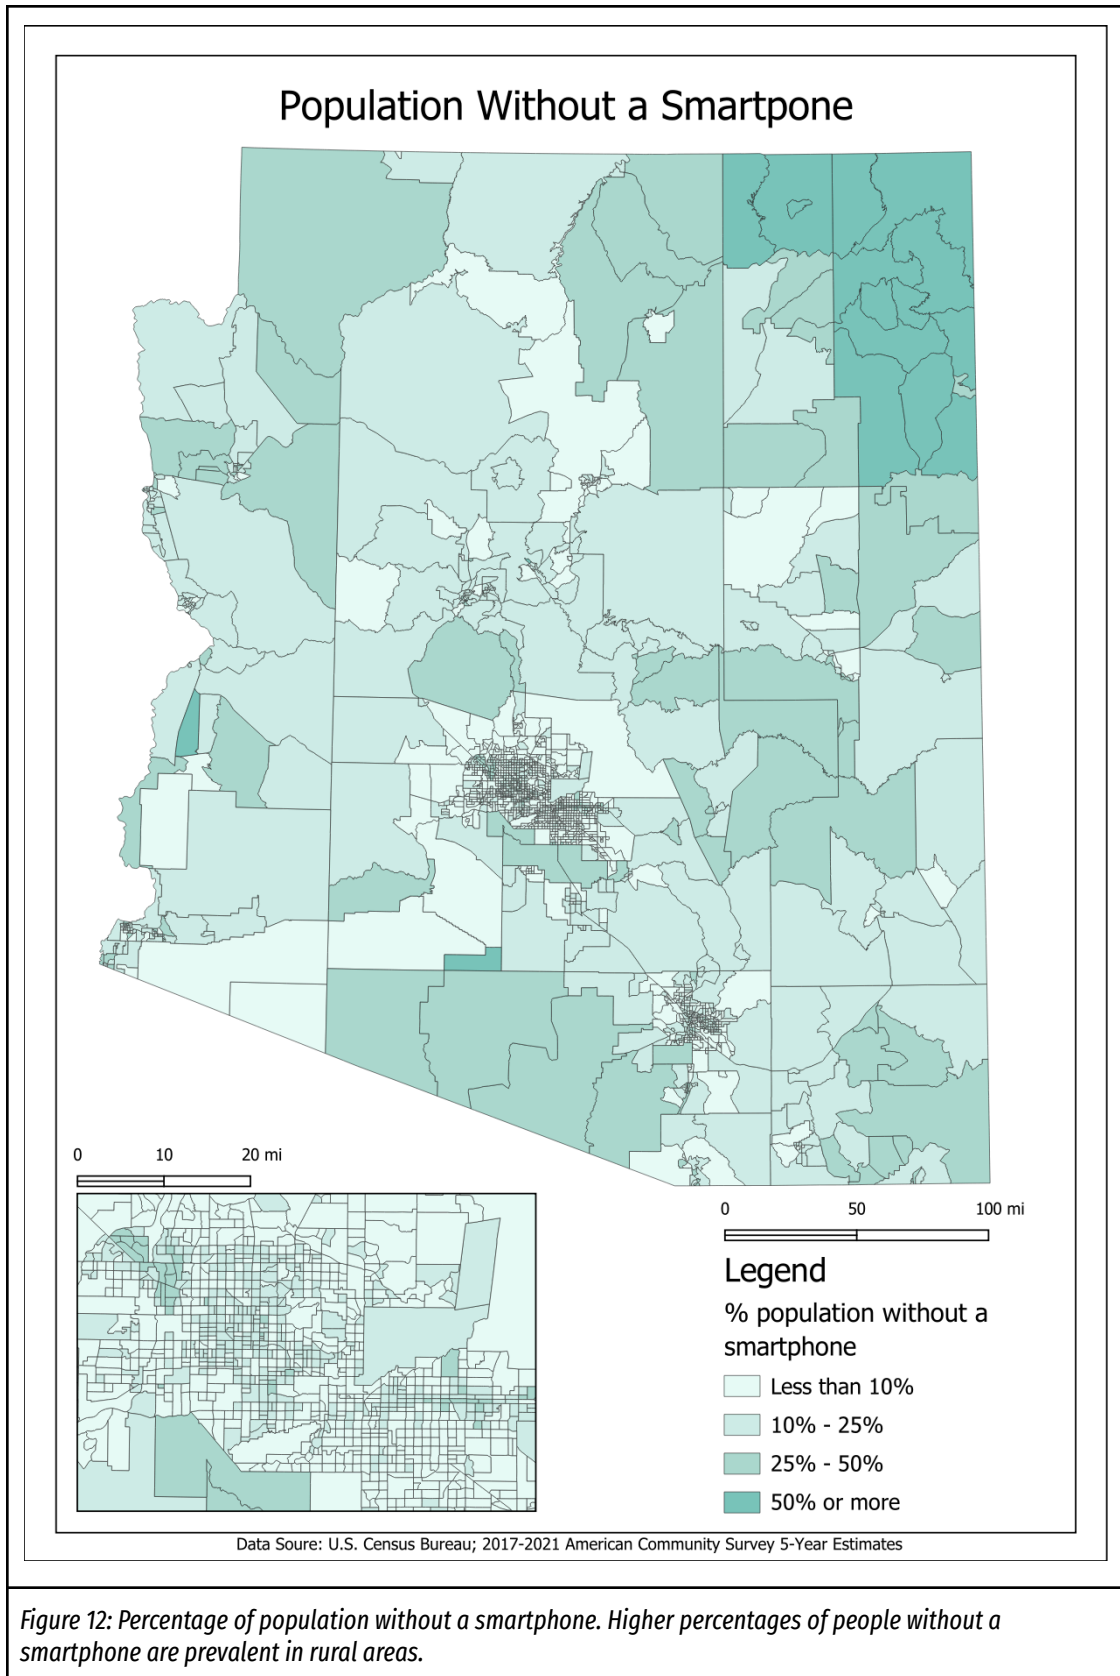 Population Without a Smartpone
0 10 20 mi
0 50 100 mi
Legend
% population without a
smartphone
Less than 10%
10% - 25%
25% - 50%
50% or more
Data Soure: U.S. Census Bureau; 2017-2021 American Community Survey 5-Year Estimates
Figure 12: Percentage of population without a smartphone. Higher percentages of people without a
smartphone are prevalent in rural areas.